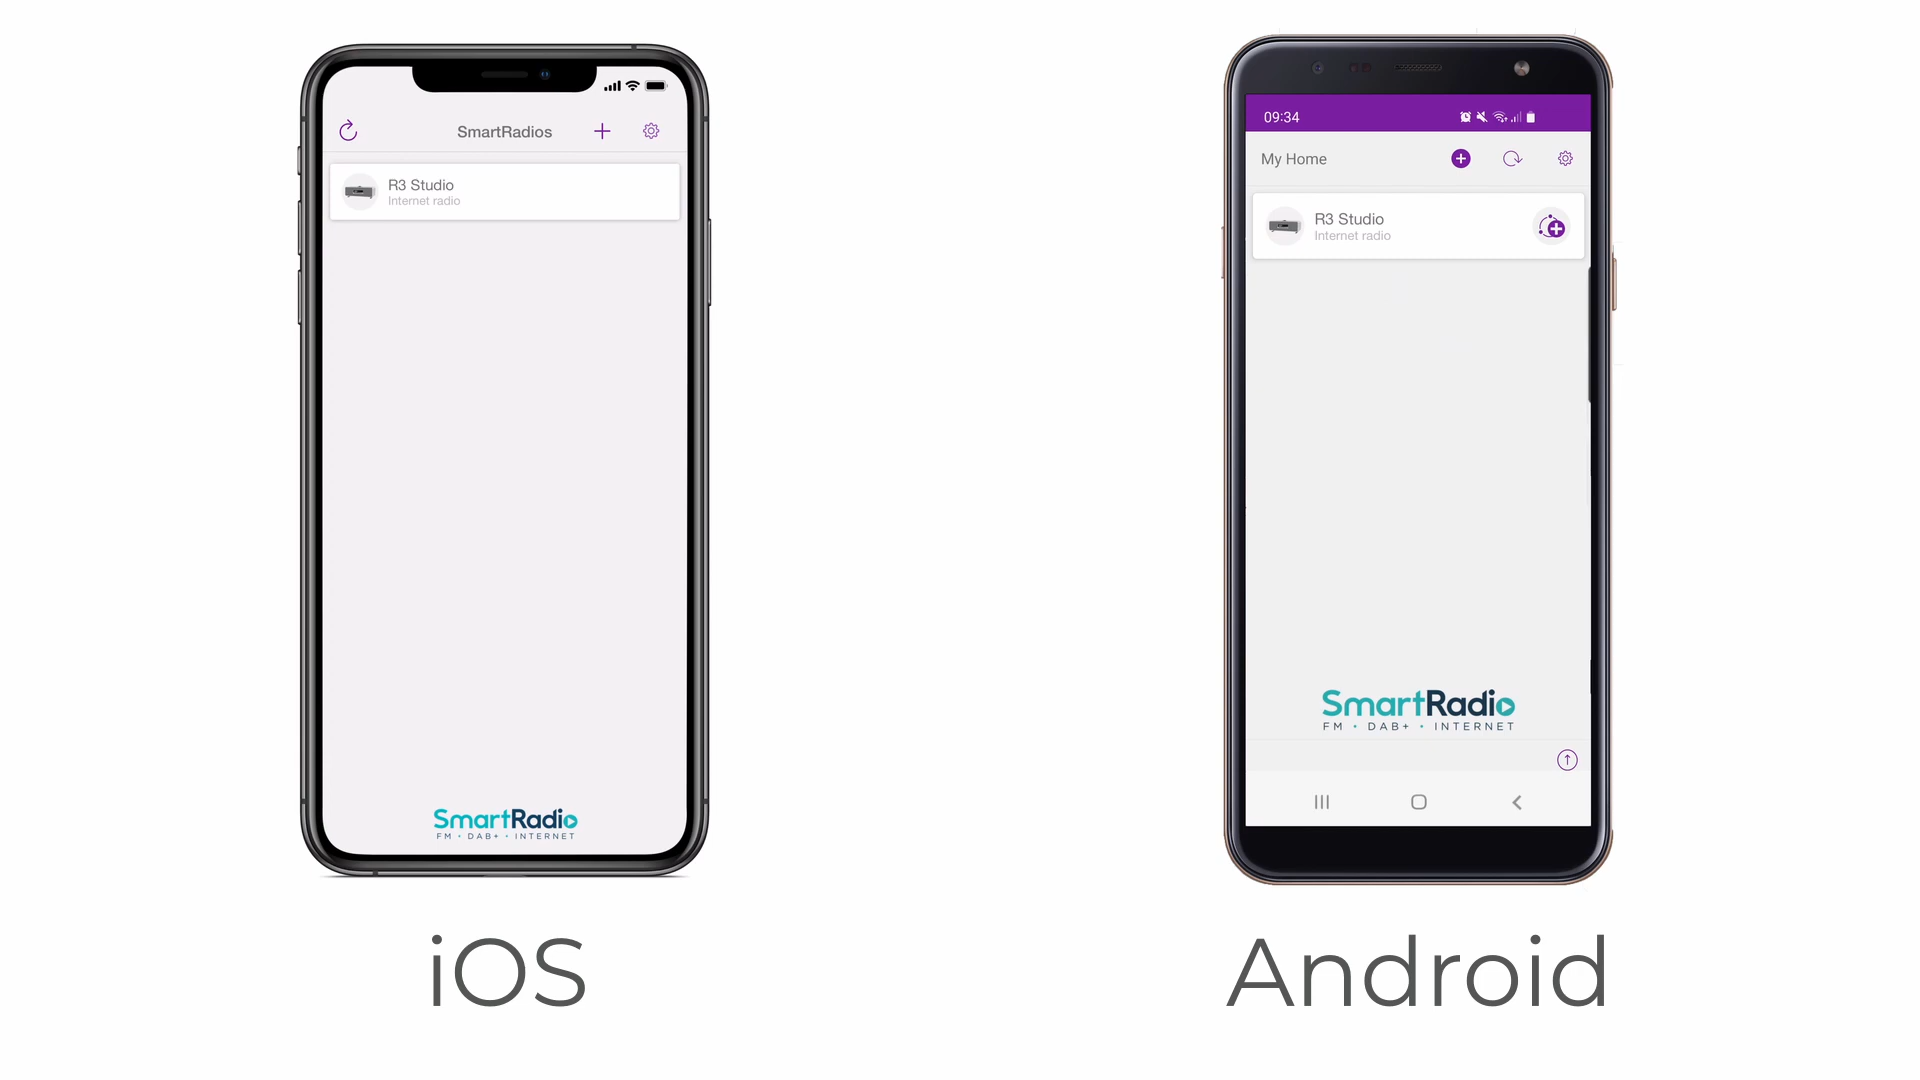 SmartRadios
R3 Studio
Internet radio
SmartRadio
FM • DAB+ • INTERNET
iOS
09:34
My Home
R3 Studio
Internet radio
SmartRadio
FM • DAB+ • INTERNET
Android